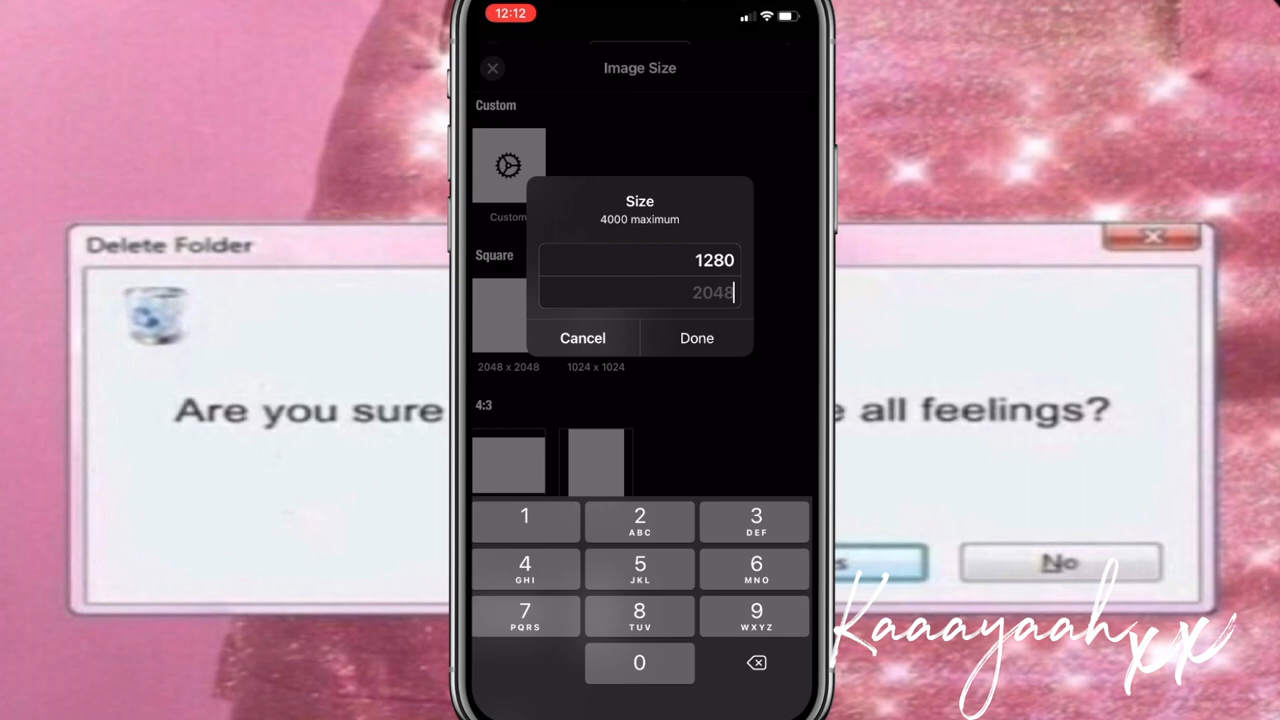 12:12
Image Size
Custom
Custom
Size
4000 maximum
1280
2048
Cancel
Done
Square
2048 x 2048
1024 x 1024
4:3
1
2
ABC
3
DEF
4
GHI
5
JKL
6
MNO
7
PQRS
8
TUV
9
WXYZ
0
Delete Folder
Are you sure
all feelings?
No
Kaaayaahxx